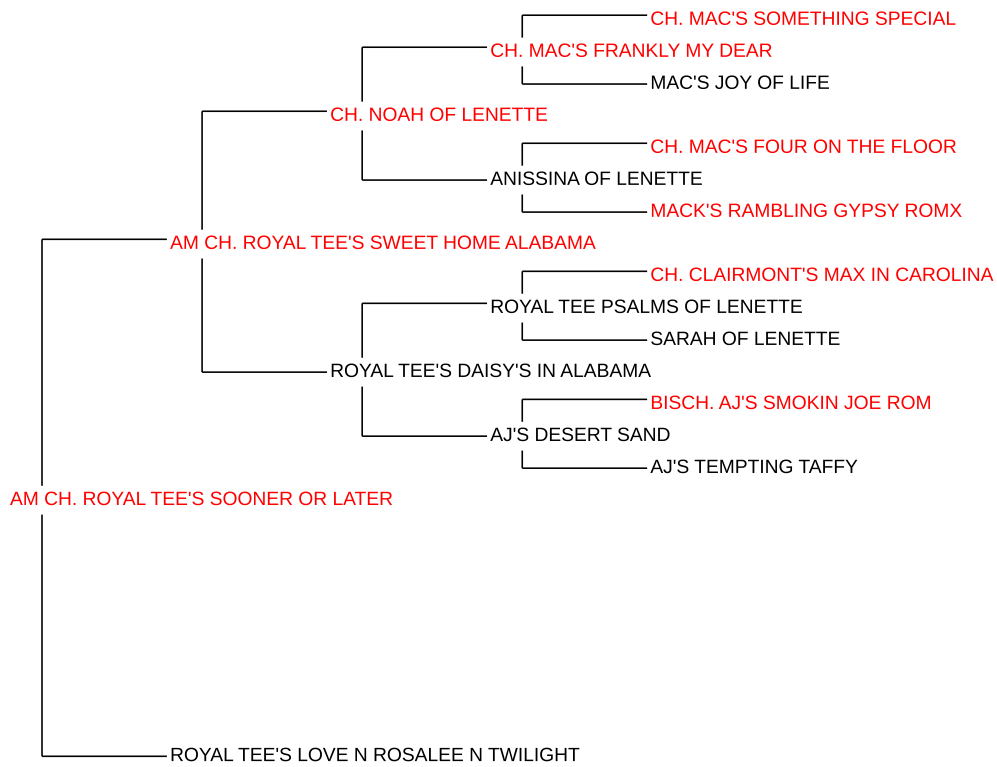 CH. MAC'S SOMETHING SPECIAL
CH. MAC'S FRANKLY MY DEAR
MAC'S JOY OF LIFE
CH. NOAH OF LENETTE
CH. MAC'S FOUR ON THE FLOOR
ANISSINA OF LENETTE
MACK'S RAMBLING GYPSY ROMX
AM CH. ROYAL TEE'S SWEET HOME ALABAMA
CH. CLAIRMONT'S MAX IN CAROLINA
ROYAL TEE PSALMS OF LENETTE
SARAH OF LENETTE
ROYAL TEE'S DAISY'S IN ALABAMA
BISCH. AJ'S SMOKIN JOE ROM
AJ'S DESERT SAND
AJ'S TEMPTING TAFFY
AM CH. ROYAL TEE'S SOONER OR LATER
ROYAL TEE'S LOVE N ROSALEE N TWILIGHT